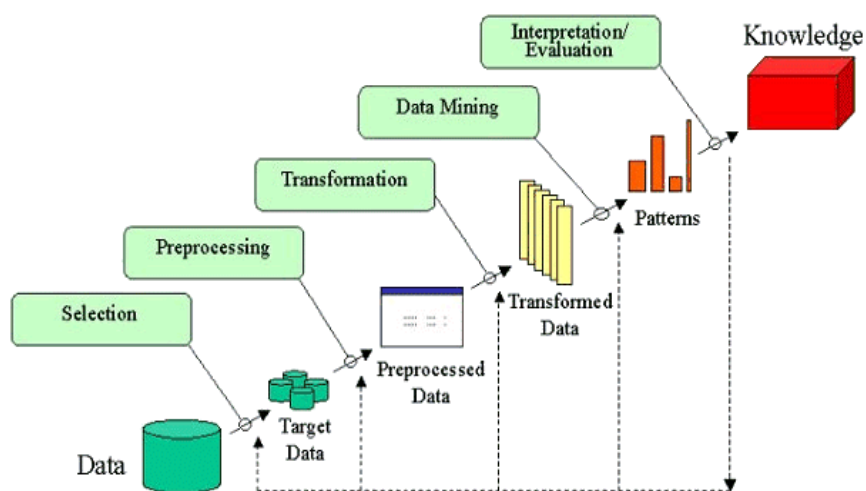 Interpretation/
Evaluation
Knowledge
Data Mining
Transformation
Patterns
Preprocessing
Transformed
Data
Selection
Preprocessed
Data
Target
Data
Data